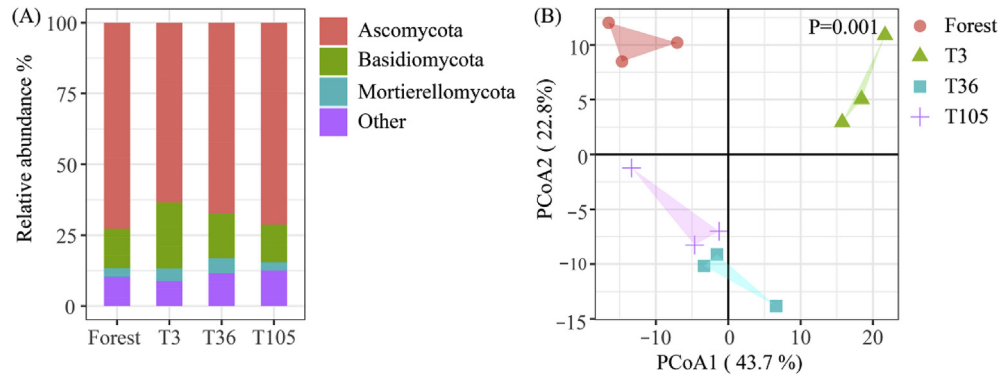 (A)
Relative abundance %
100
75
50
25
0
Forest T3 T36 T105
Ascomycota
Basidiomycota
Mortierellomycota
Other
(B)
P=0.001
PCoA2 ( 22.8%)
10
5
0
−5
−10
−15
−10 0 10 20
PCoA1 ( 43.7 %)
Forest
T3
T36
T105